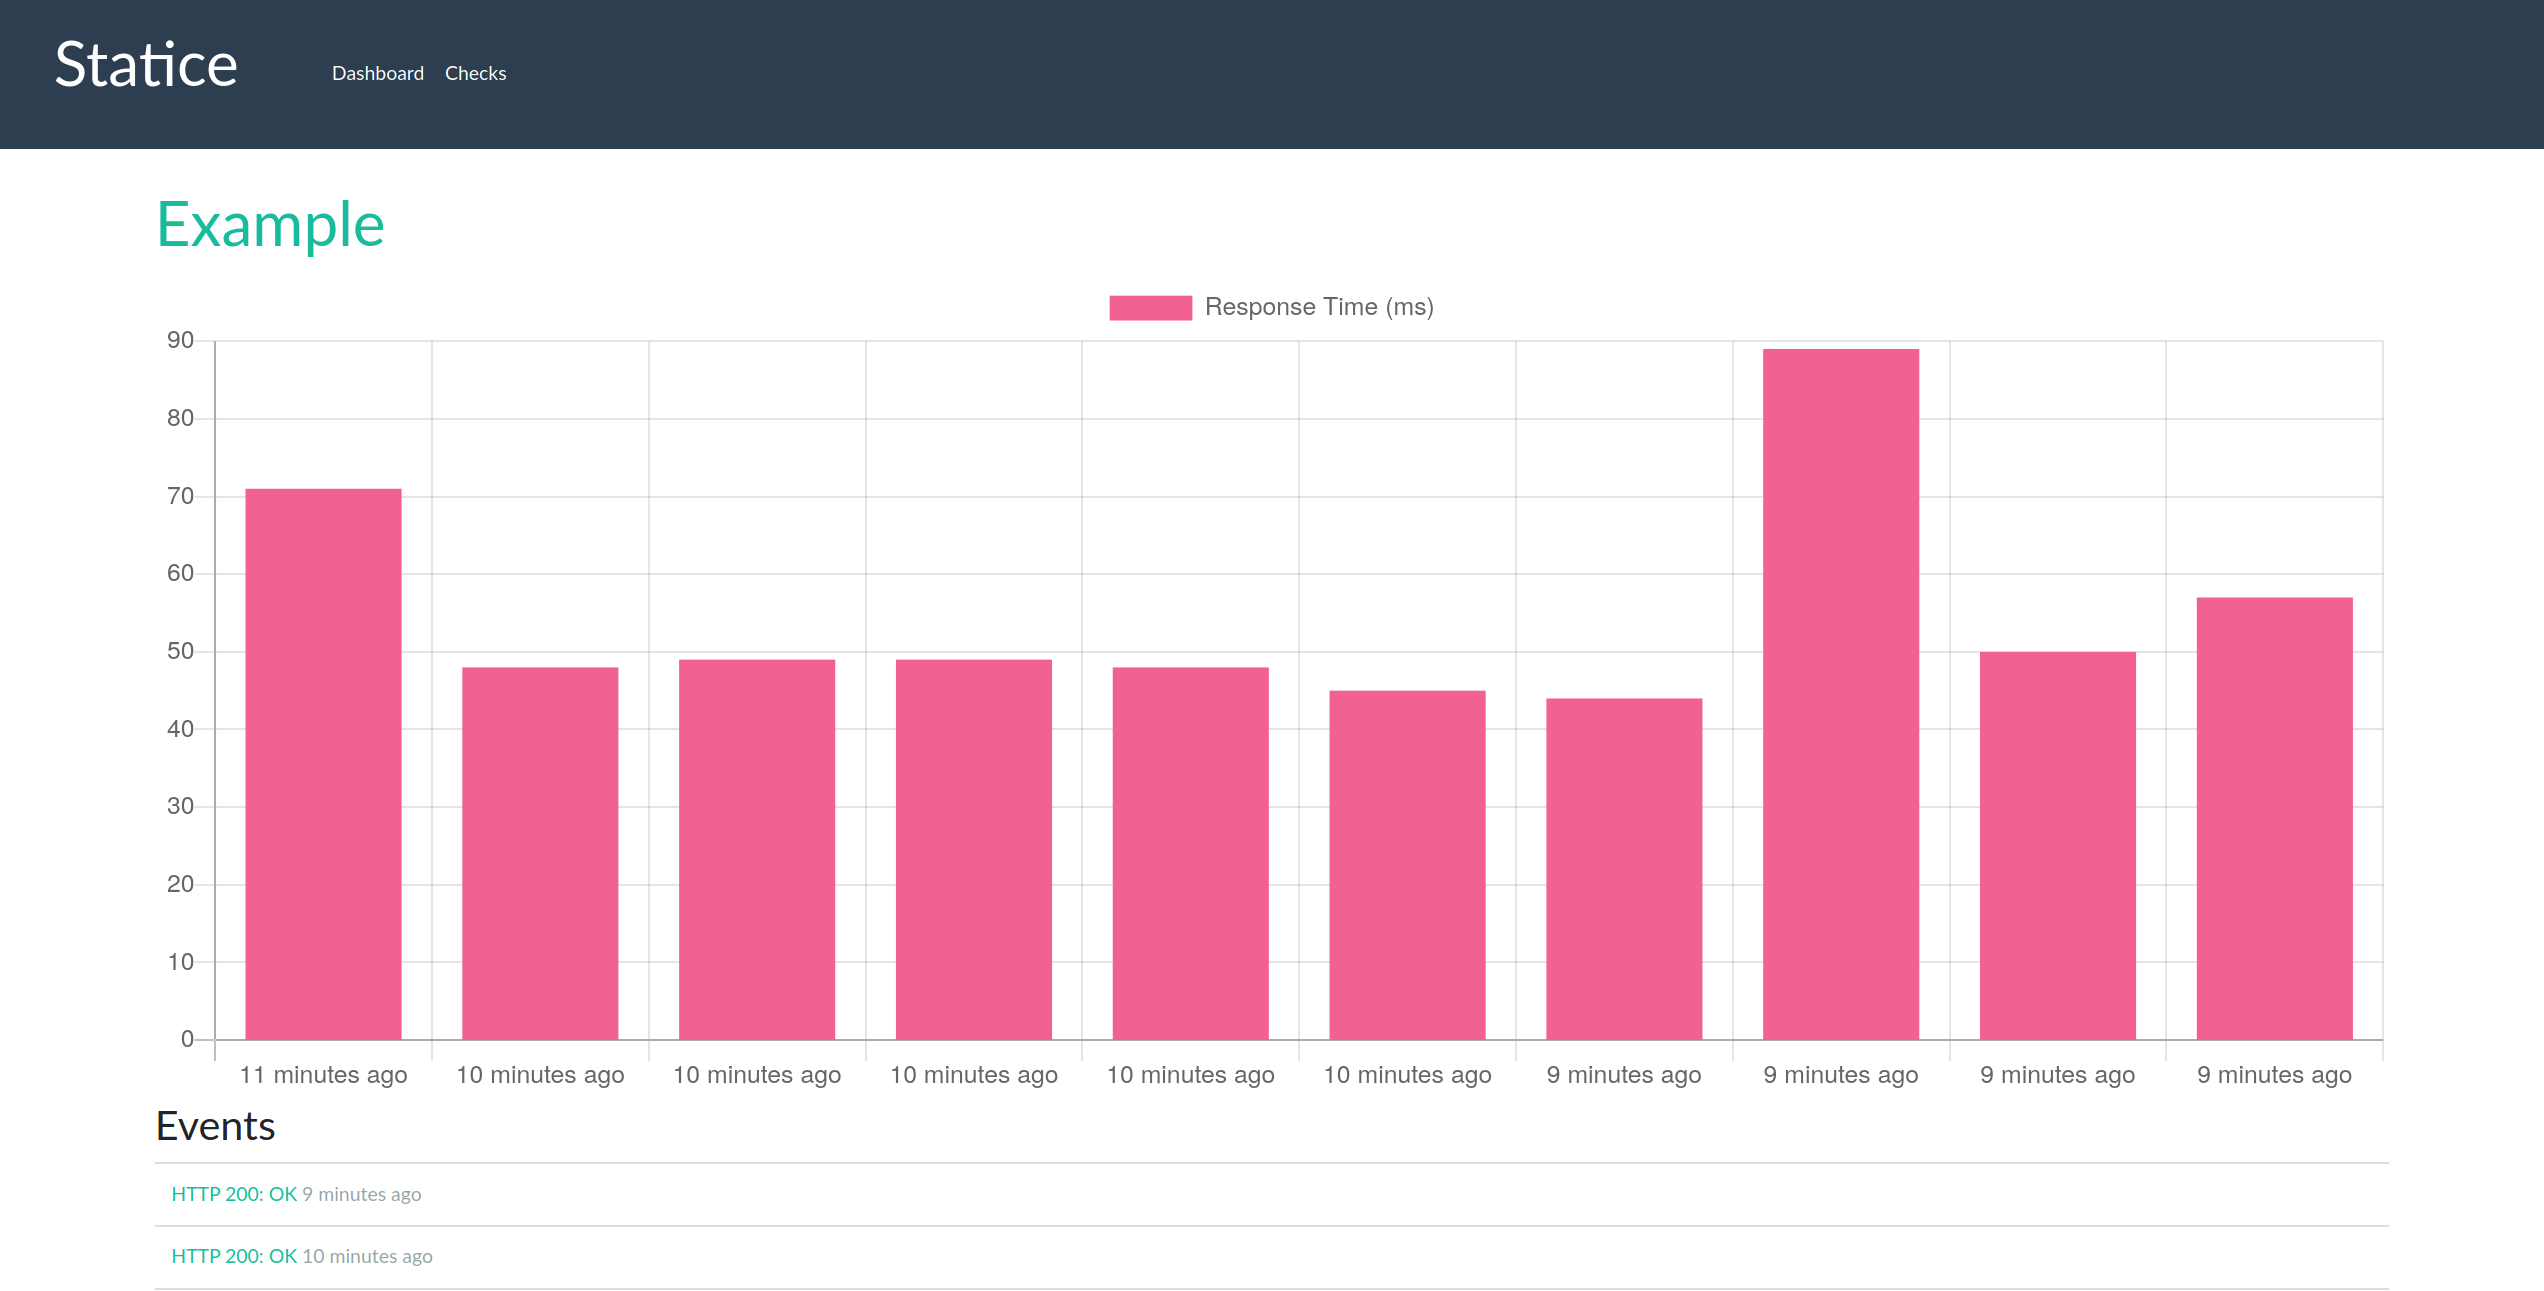 Statice
Dashboard Checks
Example
Response Time (ms)
90
80
70
60
50
40
30
20
10
0
11 minutes ago 10 minutes ago 10 minutes ago 10 minutes ago 10 minutes ago 10 minutes ago 9 minutes ago 9 minutes ago 9 minutes ago 9 minutes ago
Events
HTTP 200: OK 9 minutes ago
HTTP 200: OK 10 minutes ago